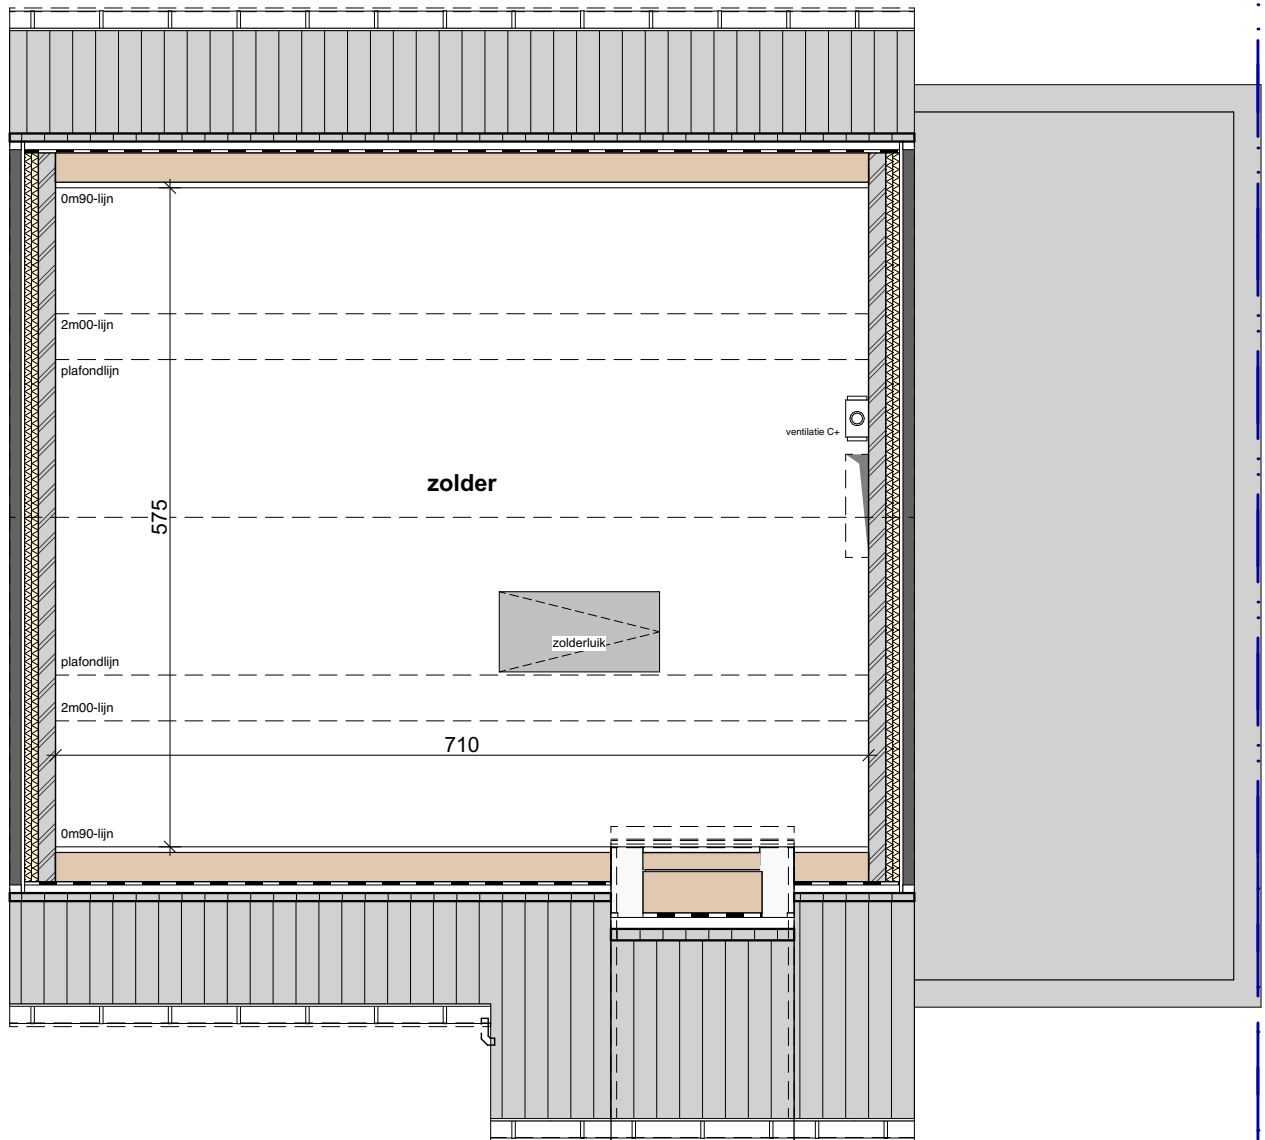 0m90-lijn
2m00-lijn
plafondlijn
ventilatie C+
zolder
575
zolderluik
plafondlijn
2m00-lijn
710
0m90-lijn